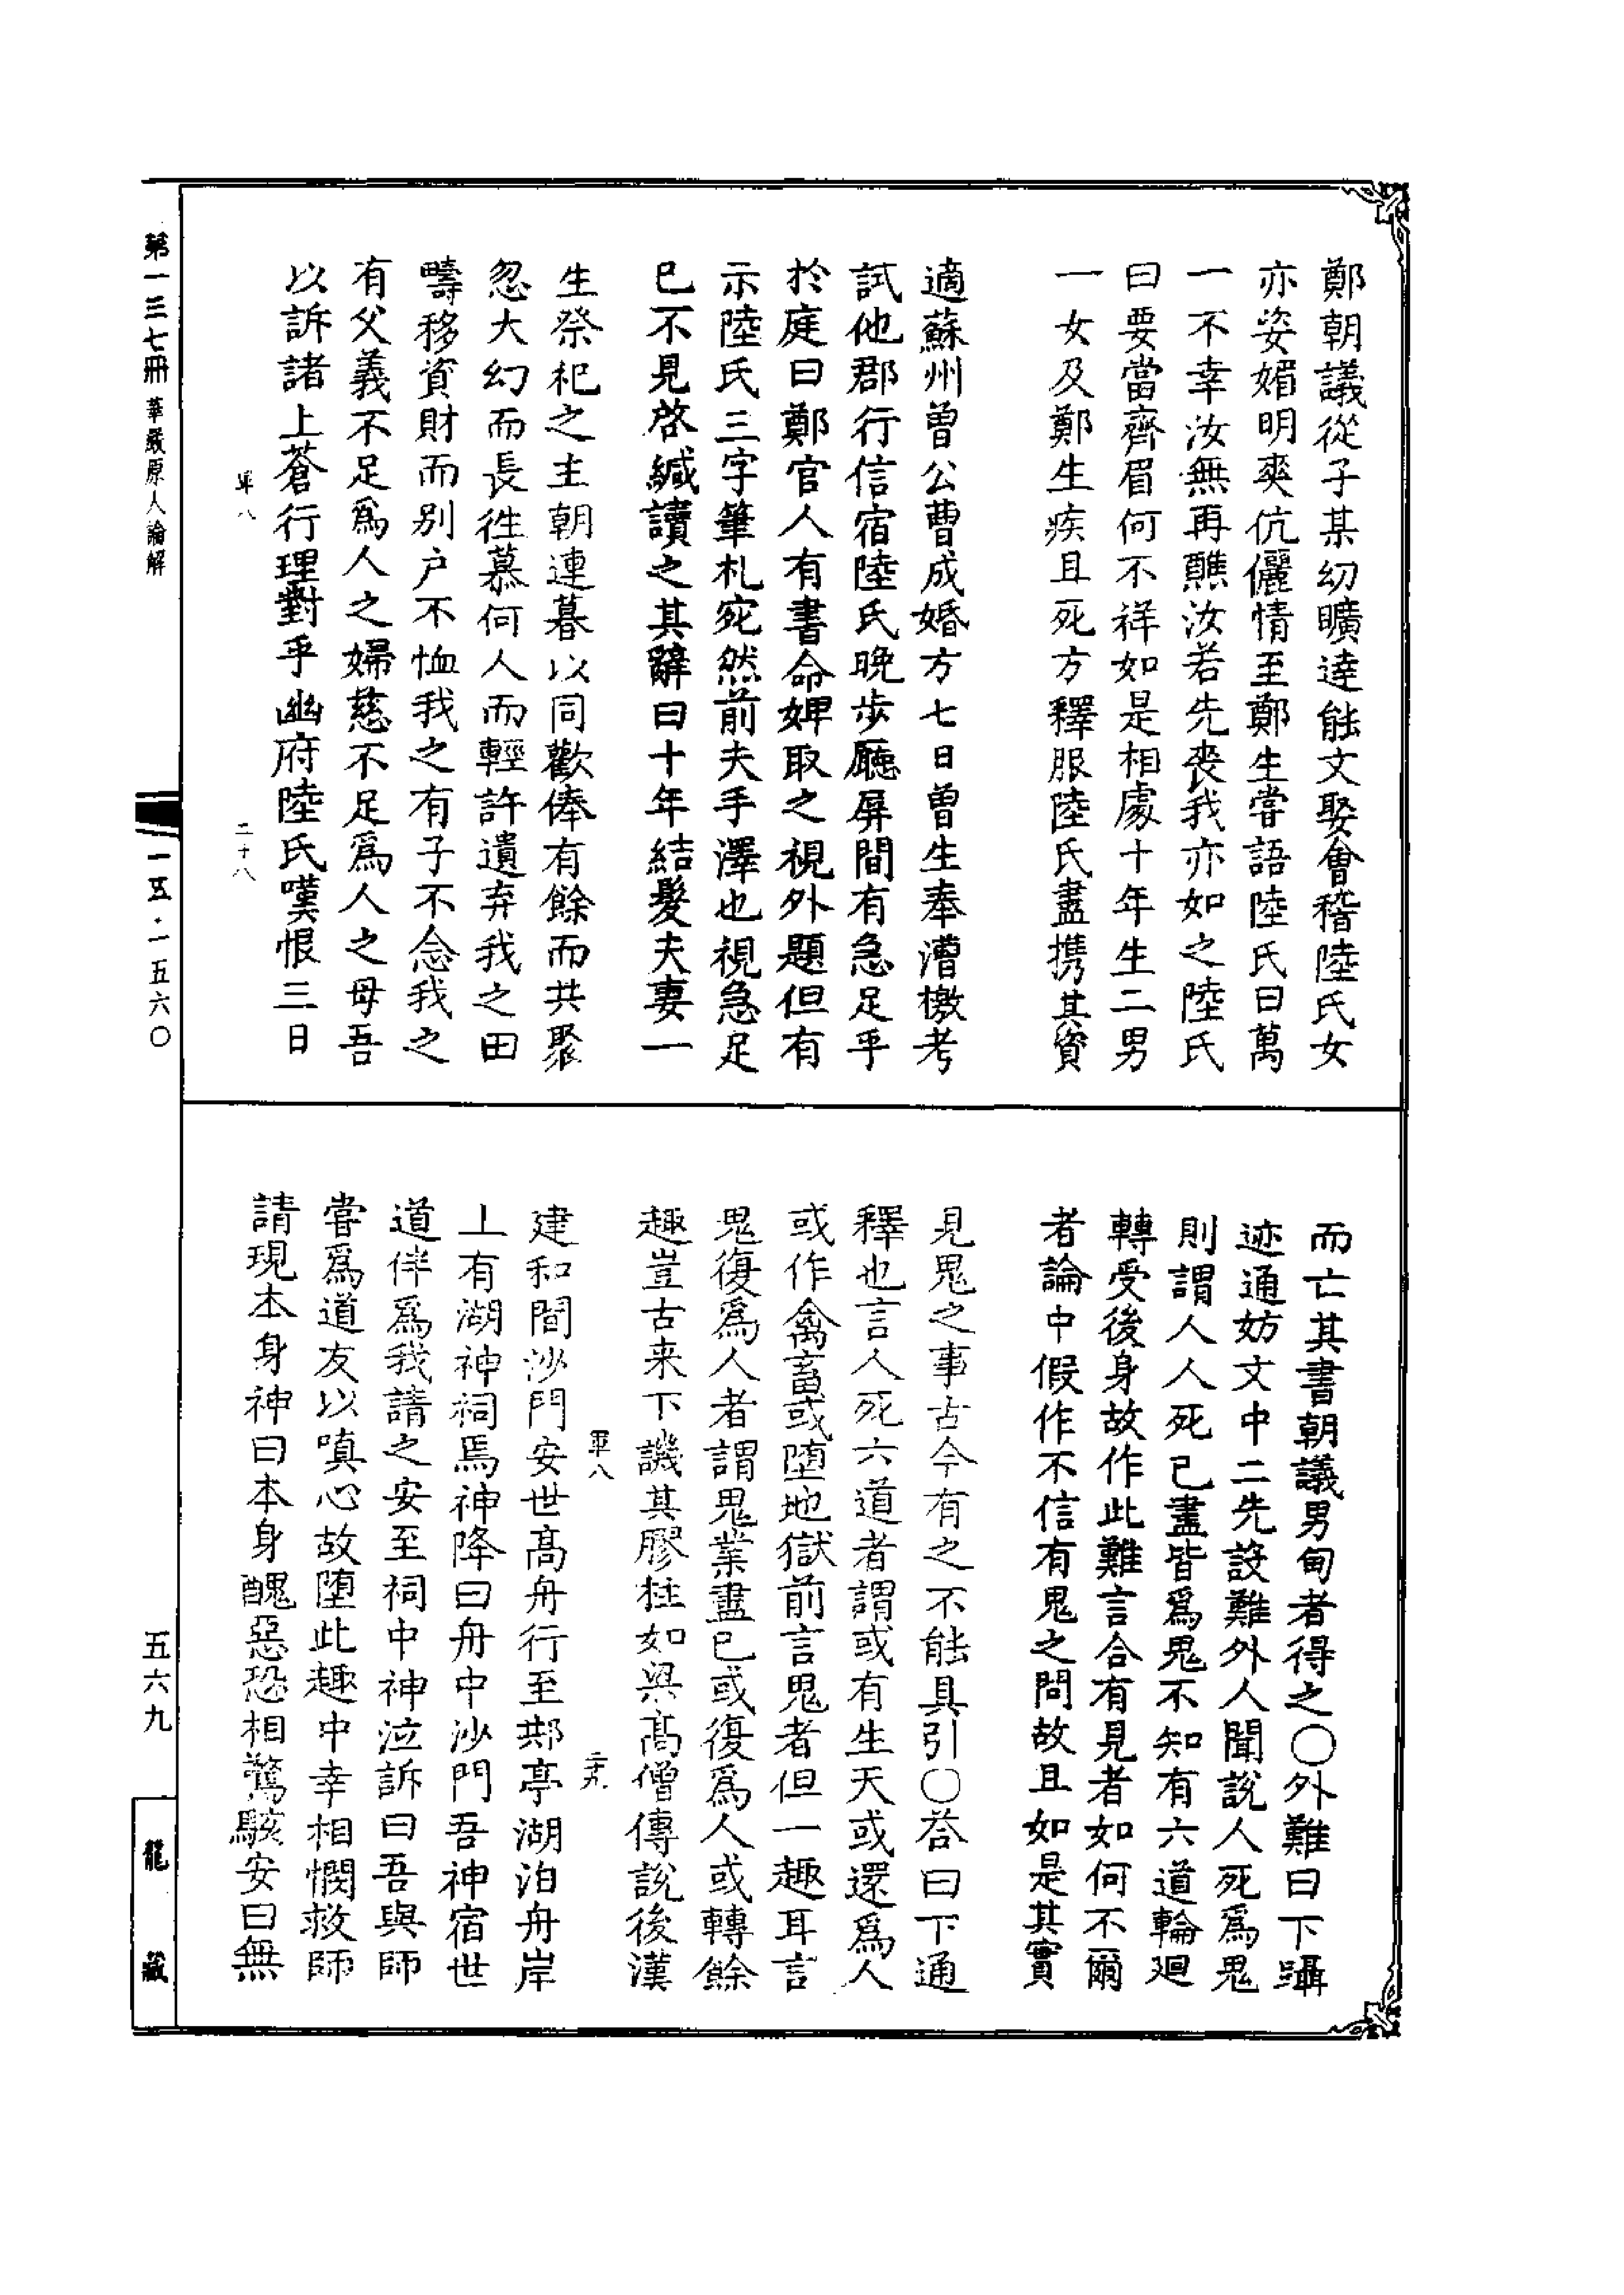 鄭朝議從子某幼曠達能文娶會稽陸氏女
亦姿媚明爽伉儷情至鄭生嘗語陸氏曰萬
一不幸汝無再醮汝若先喪我亦如之陸氏
曰要當齊眉何不祥如是相處十年生二男
一女及鄭生疾且死方釋服陸氏盡携其資
適蘇州曾公曹成婚方七日曾生奉漕檄考
試他郡行信宿陸氏晚步廳屏間有急足乎
於庭曰鄭官人有書命婢取之視外題但有
示陸氏三字筆札宛然前夫手澤也視急足
已不見啓緘讀之其辭曰十年結髮夫妻一
生祭祀之主朝連暮以同歡俸有餘而共聚
忽大幻而長徃慕何人而輕許遺弃我之田
疇移資財而别户不恤我之有子不念我之
有父義不足爲人之婦慈不足爲人之母吾
以訴諸上蒼行理對乎幽府陸氏嘆恨三日
而亡其書朝議男甸者得之〇外難曰下躡
迹通妨文中二先設難外人聞說人死爲鬼
則謂人人死已盡皆爲鬼不知有六道輪廻
轉受後身故作此難言合有見者如何不爾
者論中假作不信有鬼之問故且如是其實
見鬼之事古今有之不能具引〇荅曰下通
釋也言人死六道者謂或有生天或還爲人
或作禽畜或墮地獄前言鬼者但一趣耳言
鬼復爲人者謂鬼業盡已或復爲人或轉餘
趣豈古来下譏其膠柱如梁髙僧傳說後漢
畢八
二十九
建和間沙門安世髙舟行至䢼亭湖泊舟岸
上有湖神祠焉神降曰舟中沙門吾神宿世
道伴爲我請之安至祠中神泣訴曰吾與師
嘗爲道友以嗔心故墮此趣中幸相憫救師
請現本身神曰本身醜惡恐相驚駭安曰無
畢八
二十八
第一三七冊 華嚴原人論解
一五·一五六〇
五六九
龍藏